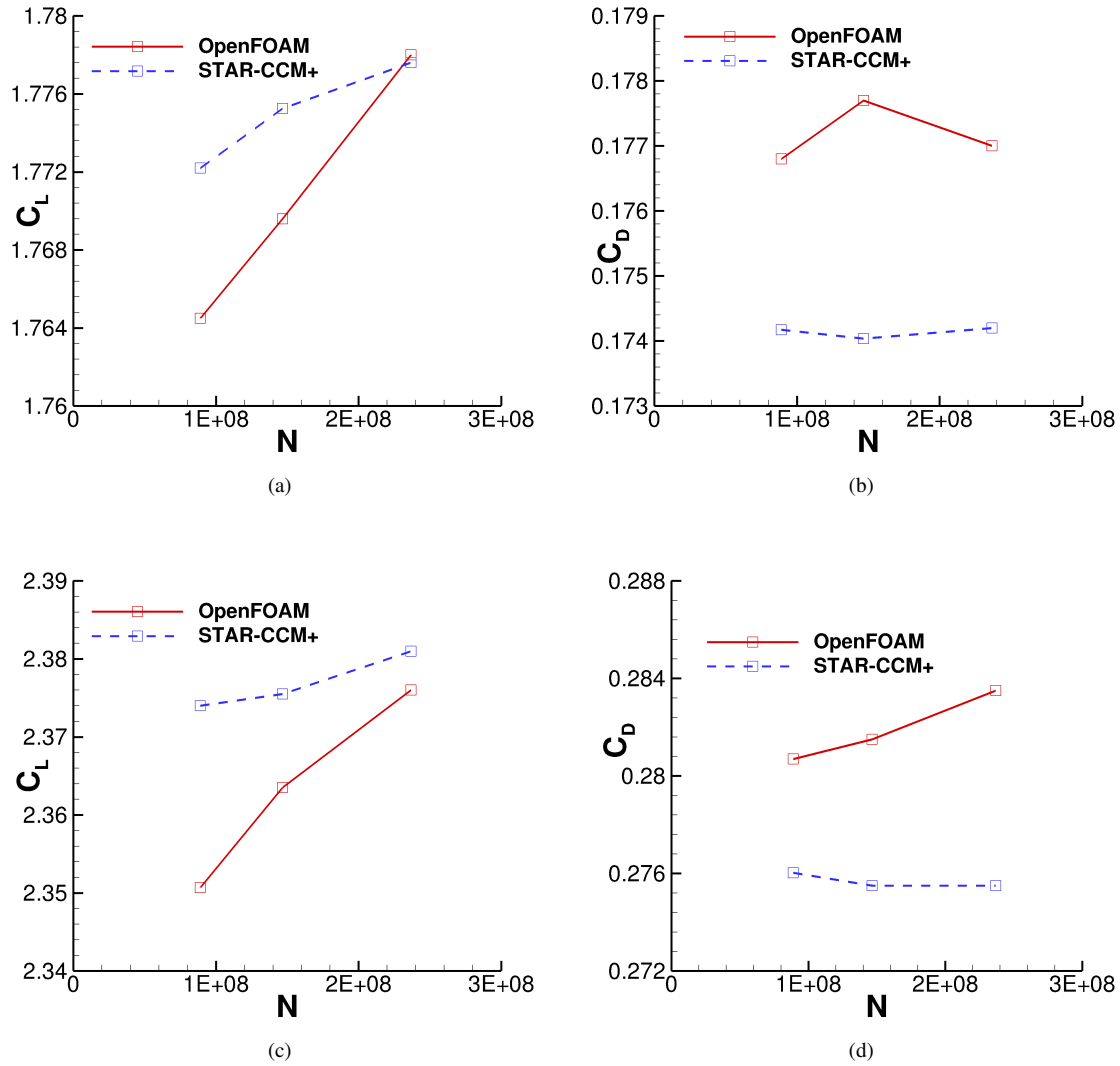 1.78
1.776
1.772
1.768
1.764
1.76
C_L
OpenFOAM
STAR-CCM+
0 1E+08 2E+08 3E+08
N
(a)
0.179
0.178
0.177
0.176
0.175
0.174
0.173
C_D
OpenFOAM
STAR-CCM+
0 1E+08 2E+08 3E+08
N
(b)
2.39
2.38
2.37
2.36
2.35
2.34
C_L
OpenFOAM
STAR-CCM+
0 1E+08 2E+08 3E+08
N
(c)
0.288
0.284
0.28
0.276
0.272
C_D
OpenFOAM
STAR-CCM+
0 1E+08 2E+08 3E+08
N
(d)